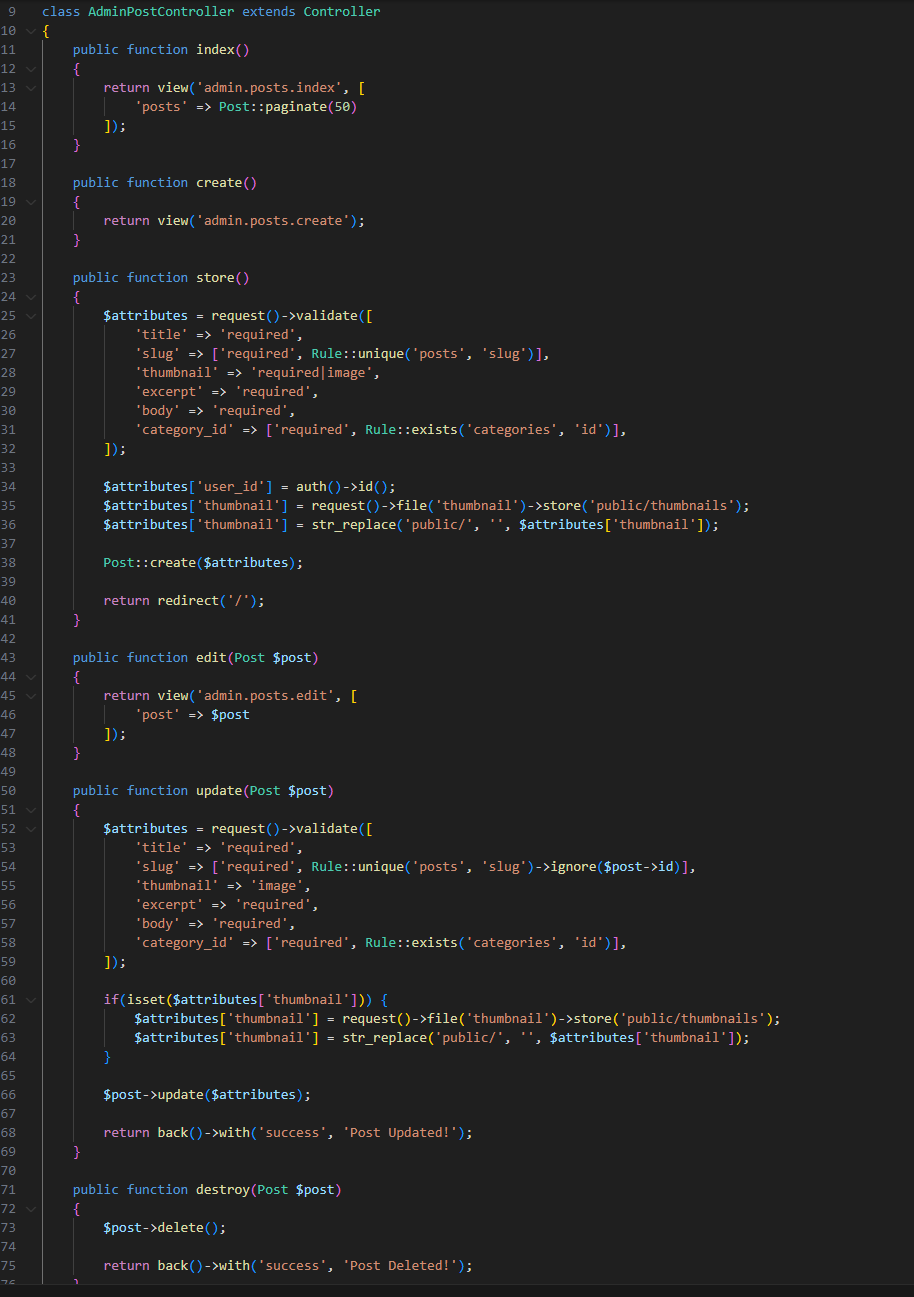 9 class AdminPostController extends Controller
10 {
11     public function index()
12     {
13         return view('admin.posts.index', [
14             'posts' => Post::paginate(50)
15         ]);
16     }
17
18     public function create()
19     {
20         return view('admin.posts.create');
21     }
22
23     public function store()
24     {
25         $attributes = request()->validate([
26             'title' => 'required',
27             'slug' => ['required', Rule::unique('posts', 'slug')],
28             'thumbnail' => 'required|image',
29             'excerpt' => 'required',
30             'body' => 'required',
31             'category_id' => ['required', Rule::exists('categories', 'id')],
32         ]);
33
34         $attributes['user_id'] = auth()->id();
35         $attributes['thumbnail'] = request()->file('thumbnail')->store('public/thumbnails');
36         $attributes['thumbnail'] = str_replace('public/', '', $attributes['thumbnail']);
37
38         Post::create($attributes);
39
40         return redirect('/');
41     }
42
43     public function edit(Post $post)
44     {
45         return view('admin.posts.edit', [
46             'post' => $post
47         ]);
48     }
49
50     public function update(Post $post)
51     {
52         $attributes = request()->validate([
53             'title' => 'required',
54             'slug' => ['required', Rule::unique('posts', 'slug')->ignore($post->id)],
55             'thumbnail' => 'image',
56             'excerpt' => 'required',
57             'body' => 'required',
58             'category_id' => ['required', Rule::exists('categories', 'id')],
59         ]);
60
61         if(isset($attributes['thumbnail'])) {
62             $attributes['thumbnail'] = request()->file('thumbnail')->store('public/thumbnails');
63             $attributes['thumbnail'] = str_replace('public/', '', $attributes['thumbnail']);
64         }
65
66         $post->update($attributes);
67
68         return back()->with('success', 'Post Updated!');
69     }
70
71     public function destroy(Post $post)
72     {
73         $post->delete();
74
75         return back()->with('success', 'Post Deleted!');
76     }